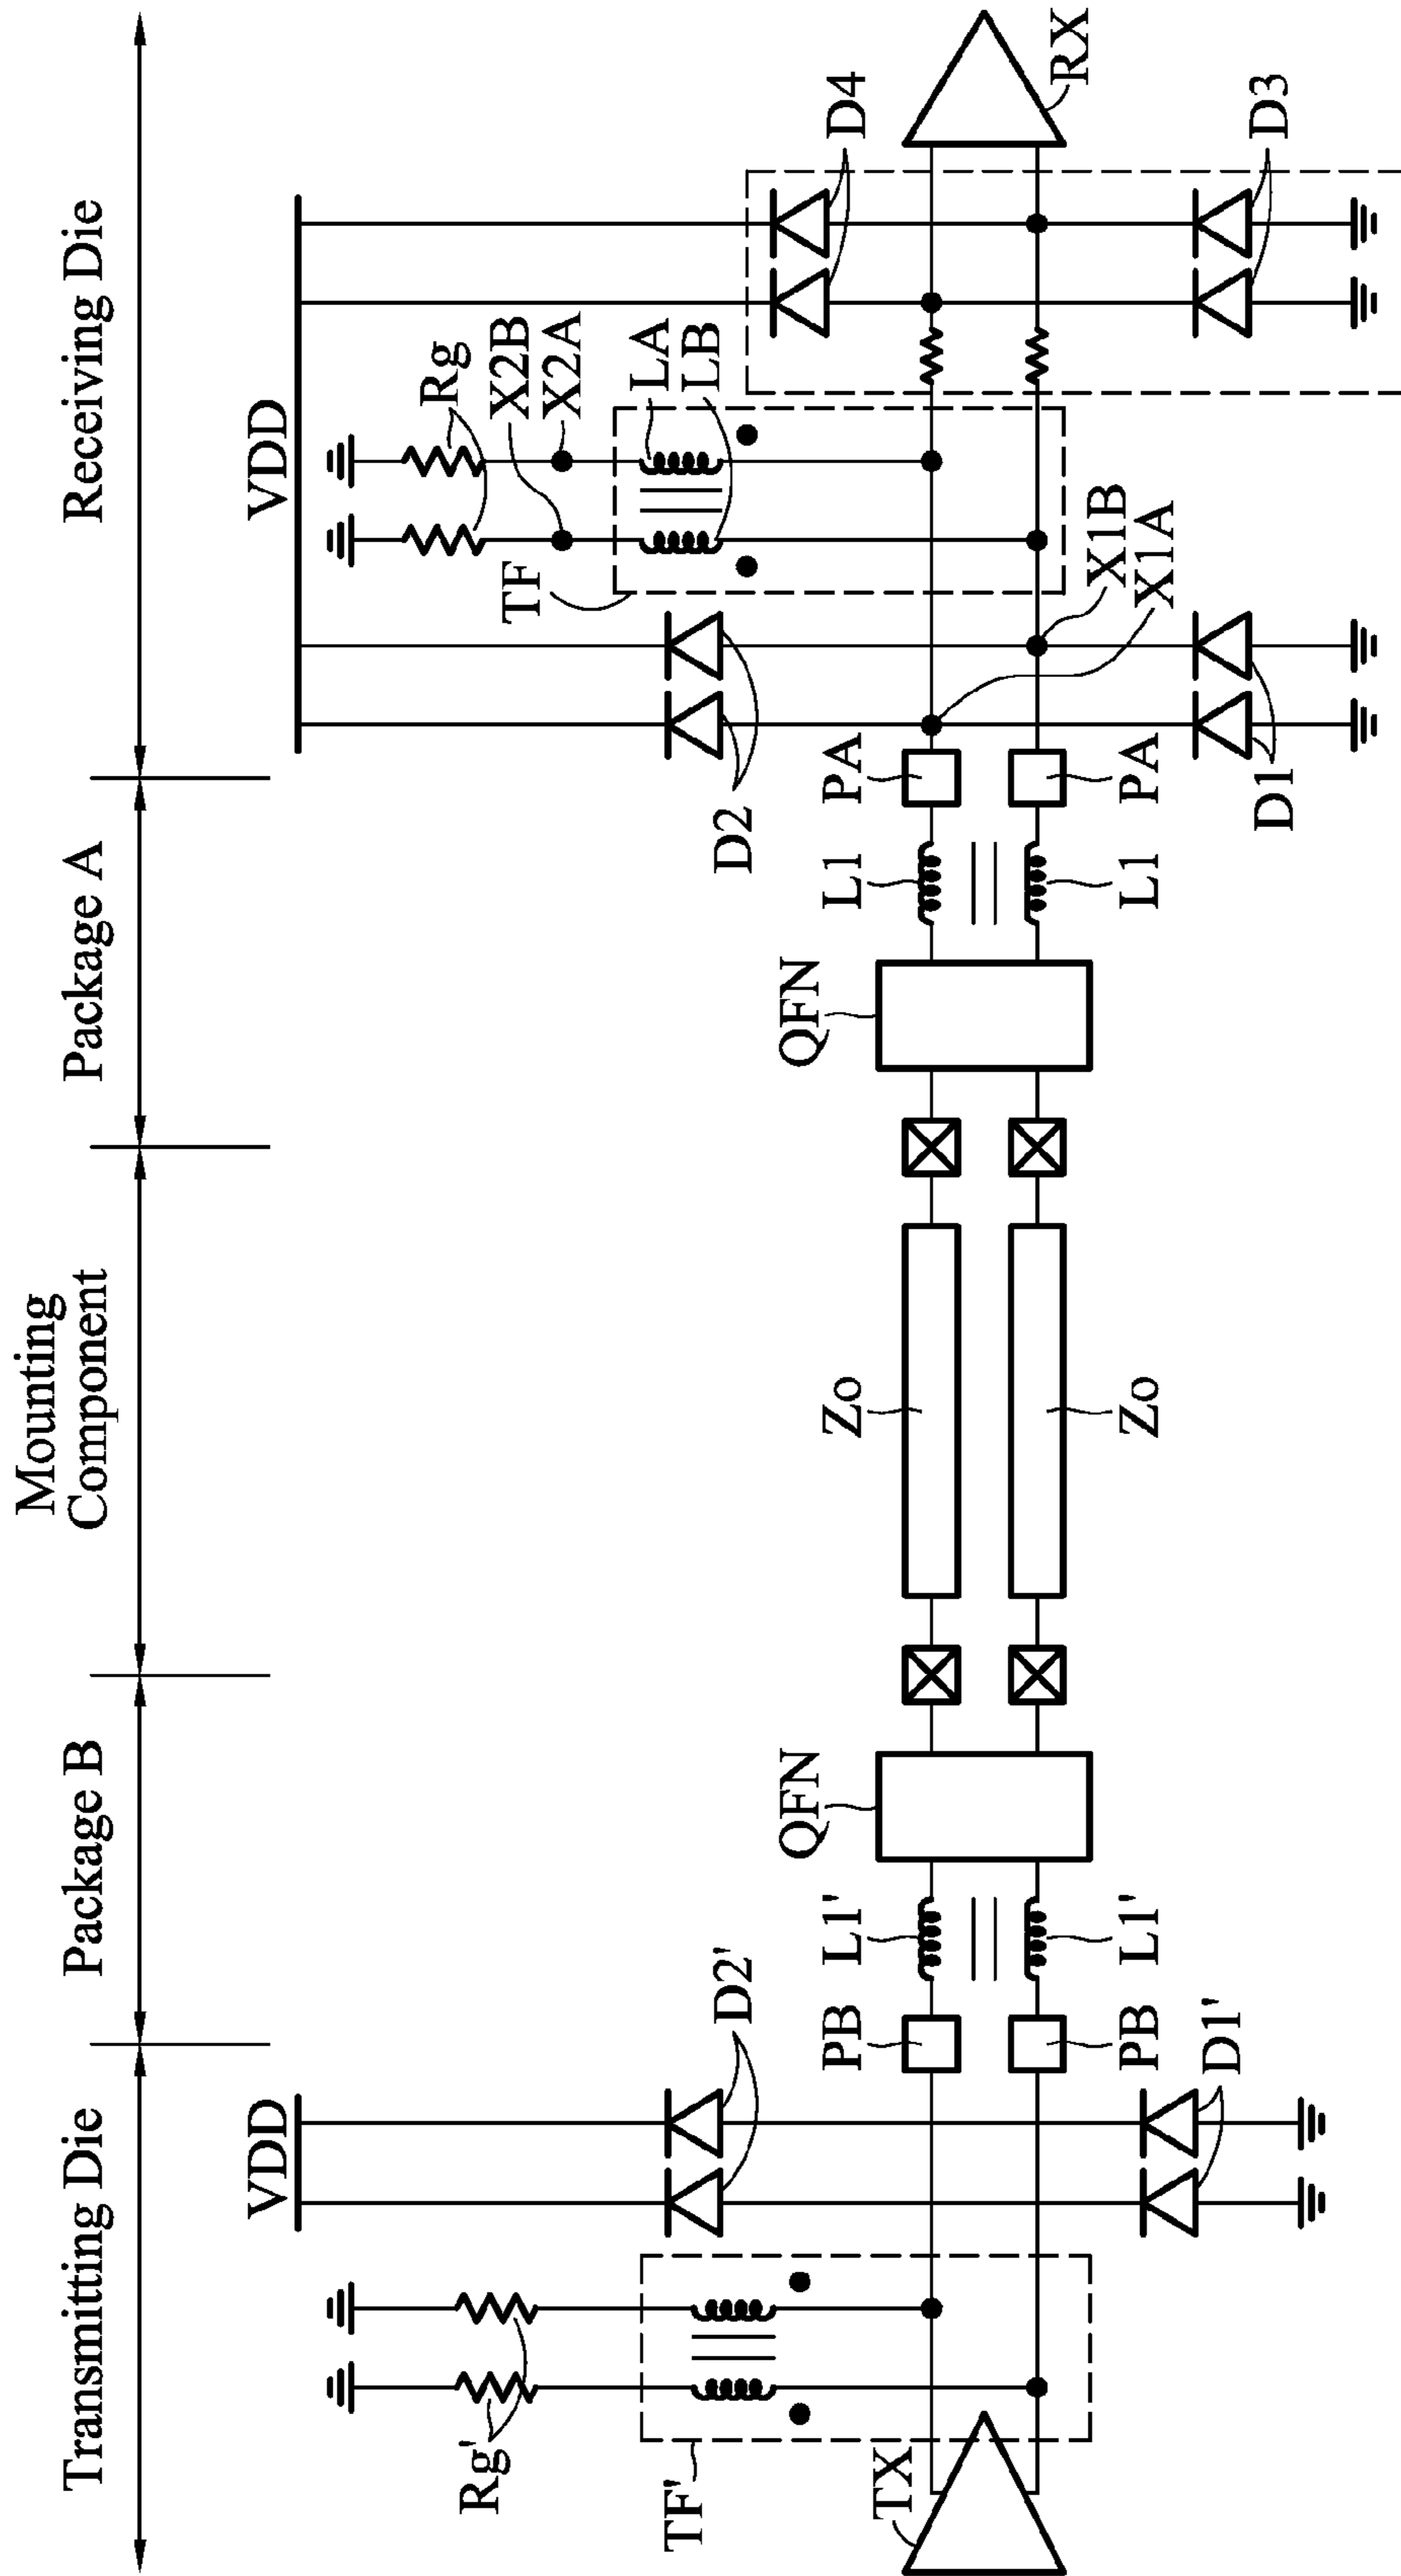 Transmitting Die
Package B
Mounting
Component
Package A
Receiving Die
VDD
VDD
Rg'
Rg
X2B
X2A
TF'
TF
LA
LB
D2'
D2
D4
TX
QFN
QFN
PB
L1'
Zo
L1
PA
RX
X1B
X1A
PB
L1'
Zo
L1
PA
D1'
D1
D3